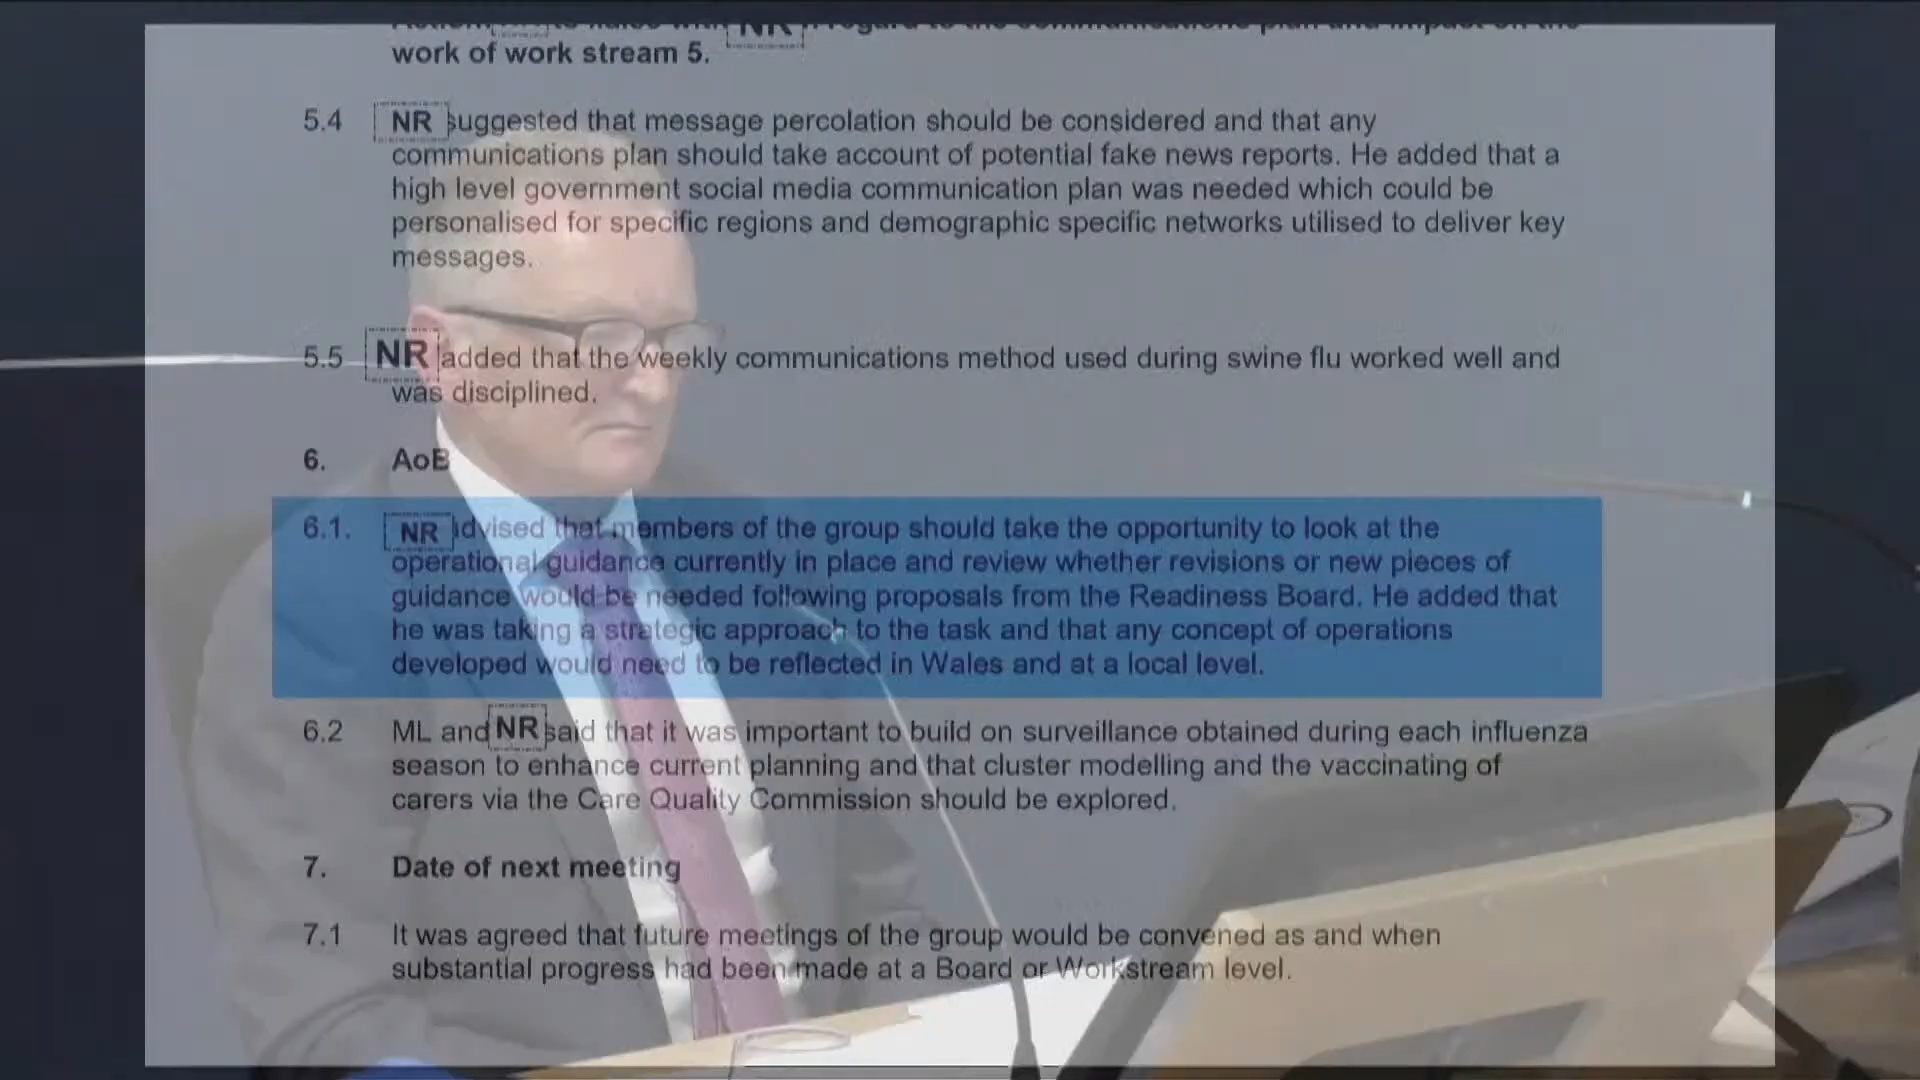 NR
work of work stream 5.
5.4 NR suggested that message percolation should be considered and that any
communications plan should take account of potential fake news reports. He added that a
high level government social media communication plan was needed which could be
personalised for specific regions and demographic specific networks utilised to deliver key
messages.
5.5 NR added that the weekly communications method used during swine flu worked well and
was disciplined.
6. AoB
6.1. NR dvised that members of the group should take the opportunity to look at the
operational guidance currently in place and review whether revisions or new pieces of
guidance would be needed following proposals from the Readiness Board. He added that
he was taking a strategic approach to the task and that any concept of operations
developed would need to be reflected in Wales and at a local level.
6.2 ML and NR said that it was important to build on surveillance obtained during each influenza
season to enhance current planning and that cluster modelling and the vaccinating of
carers via the Care Quality Commission should be explored.
7. Date of next meeting
7.1 It was agreed that future meetings of the group would be convened as and when
substantial progress had been made at a Board or Workstream level.